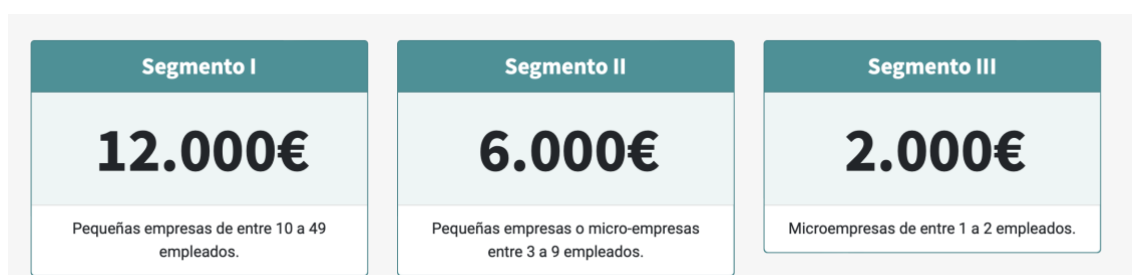 Segmento I
12.000€
Pequeñas empresas de entre 10 a 49
empleados.
Segmento II
6.000€
Pequeñas empresas o micro-empresas
entre 3 a 9 empleados.
Segmento III
2.000€
Microempresas de entre 1 a 2 empleados.